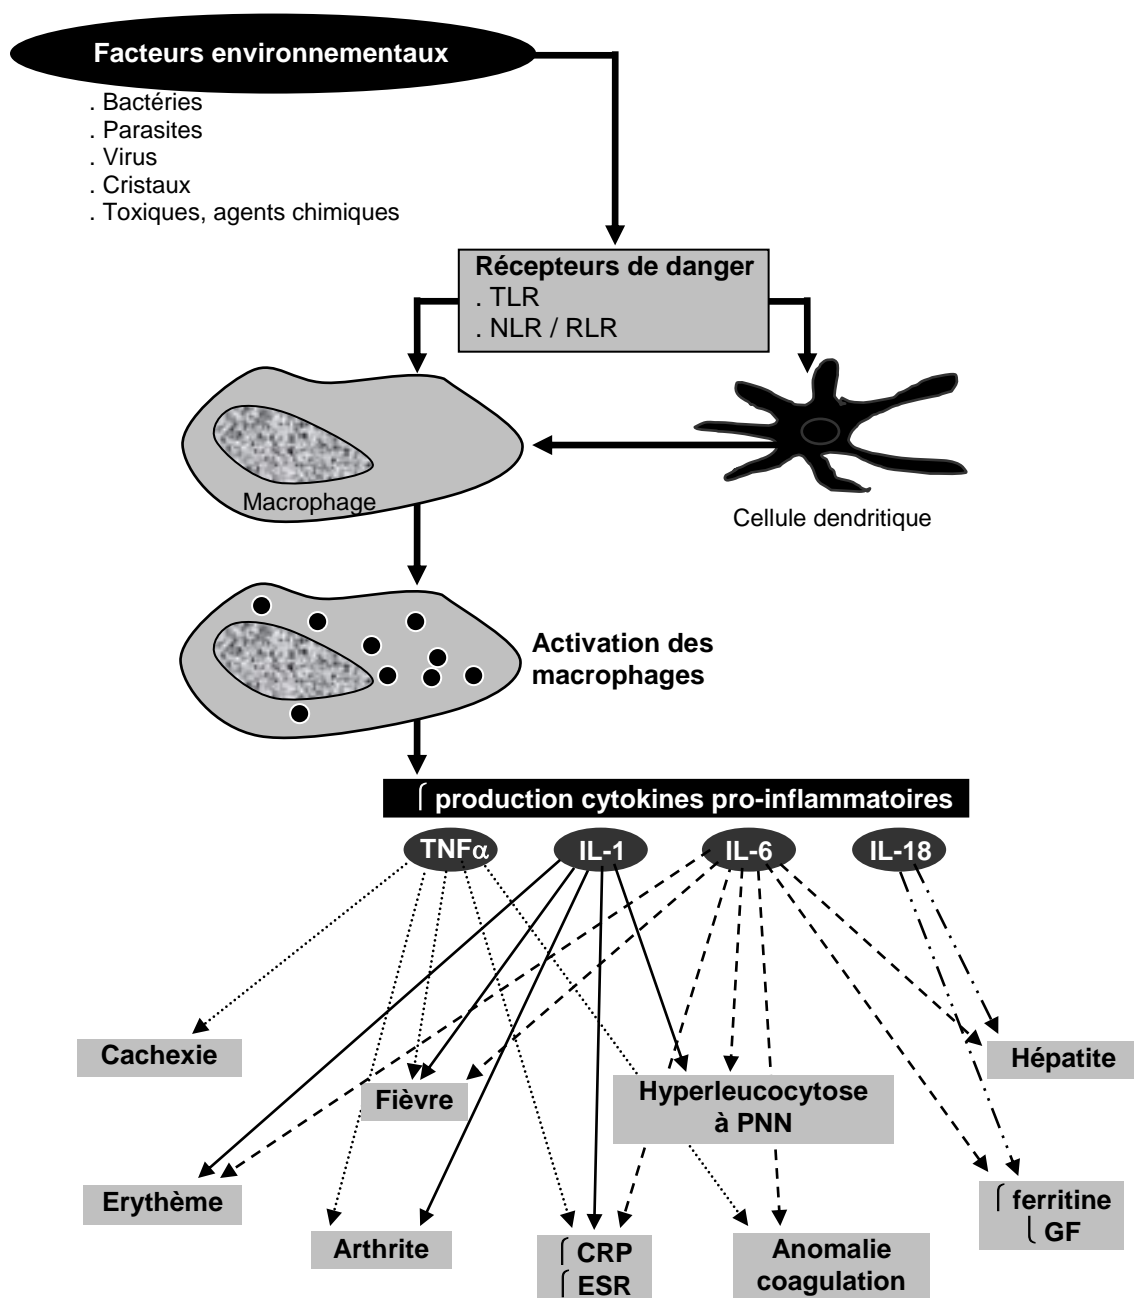 Facteurs environnementaux
. Bactéries
. Parasites
. Virus
. Cristaux
. Toxiques, agents chimiques
Récepteurs de danger
. TLR
. NLR / RLR
Macrophage
Cellule dendritique
Activation des
macrophages
⌠ production cytokines pro-inflammatoires
TNFα
IL-1
IL-6
IL-18
Cachexie
Hépatite
Fièvre
Hyperleucocytose
à PNN
Erythème
⌠ ferritine
⌡ GF
Arthrite
⌠ CRP
⌠ ESR
Anomalie
coagulation